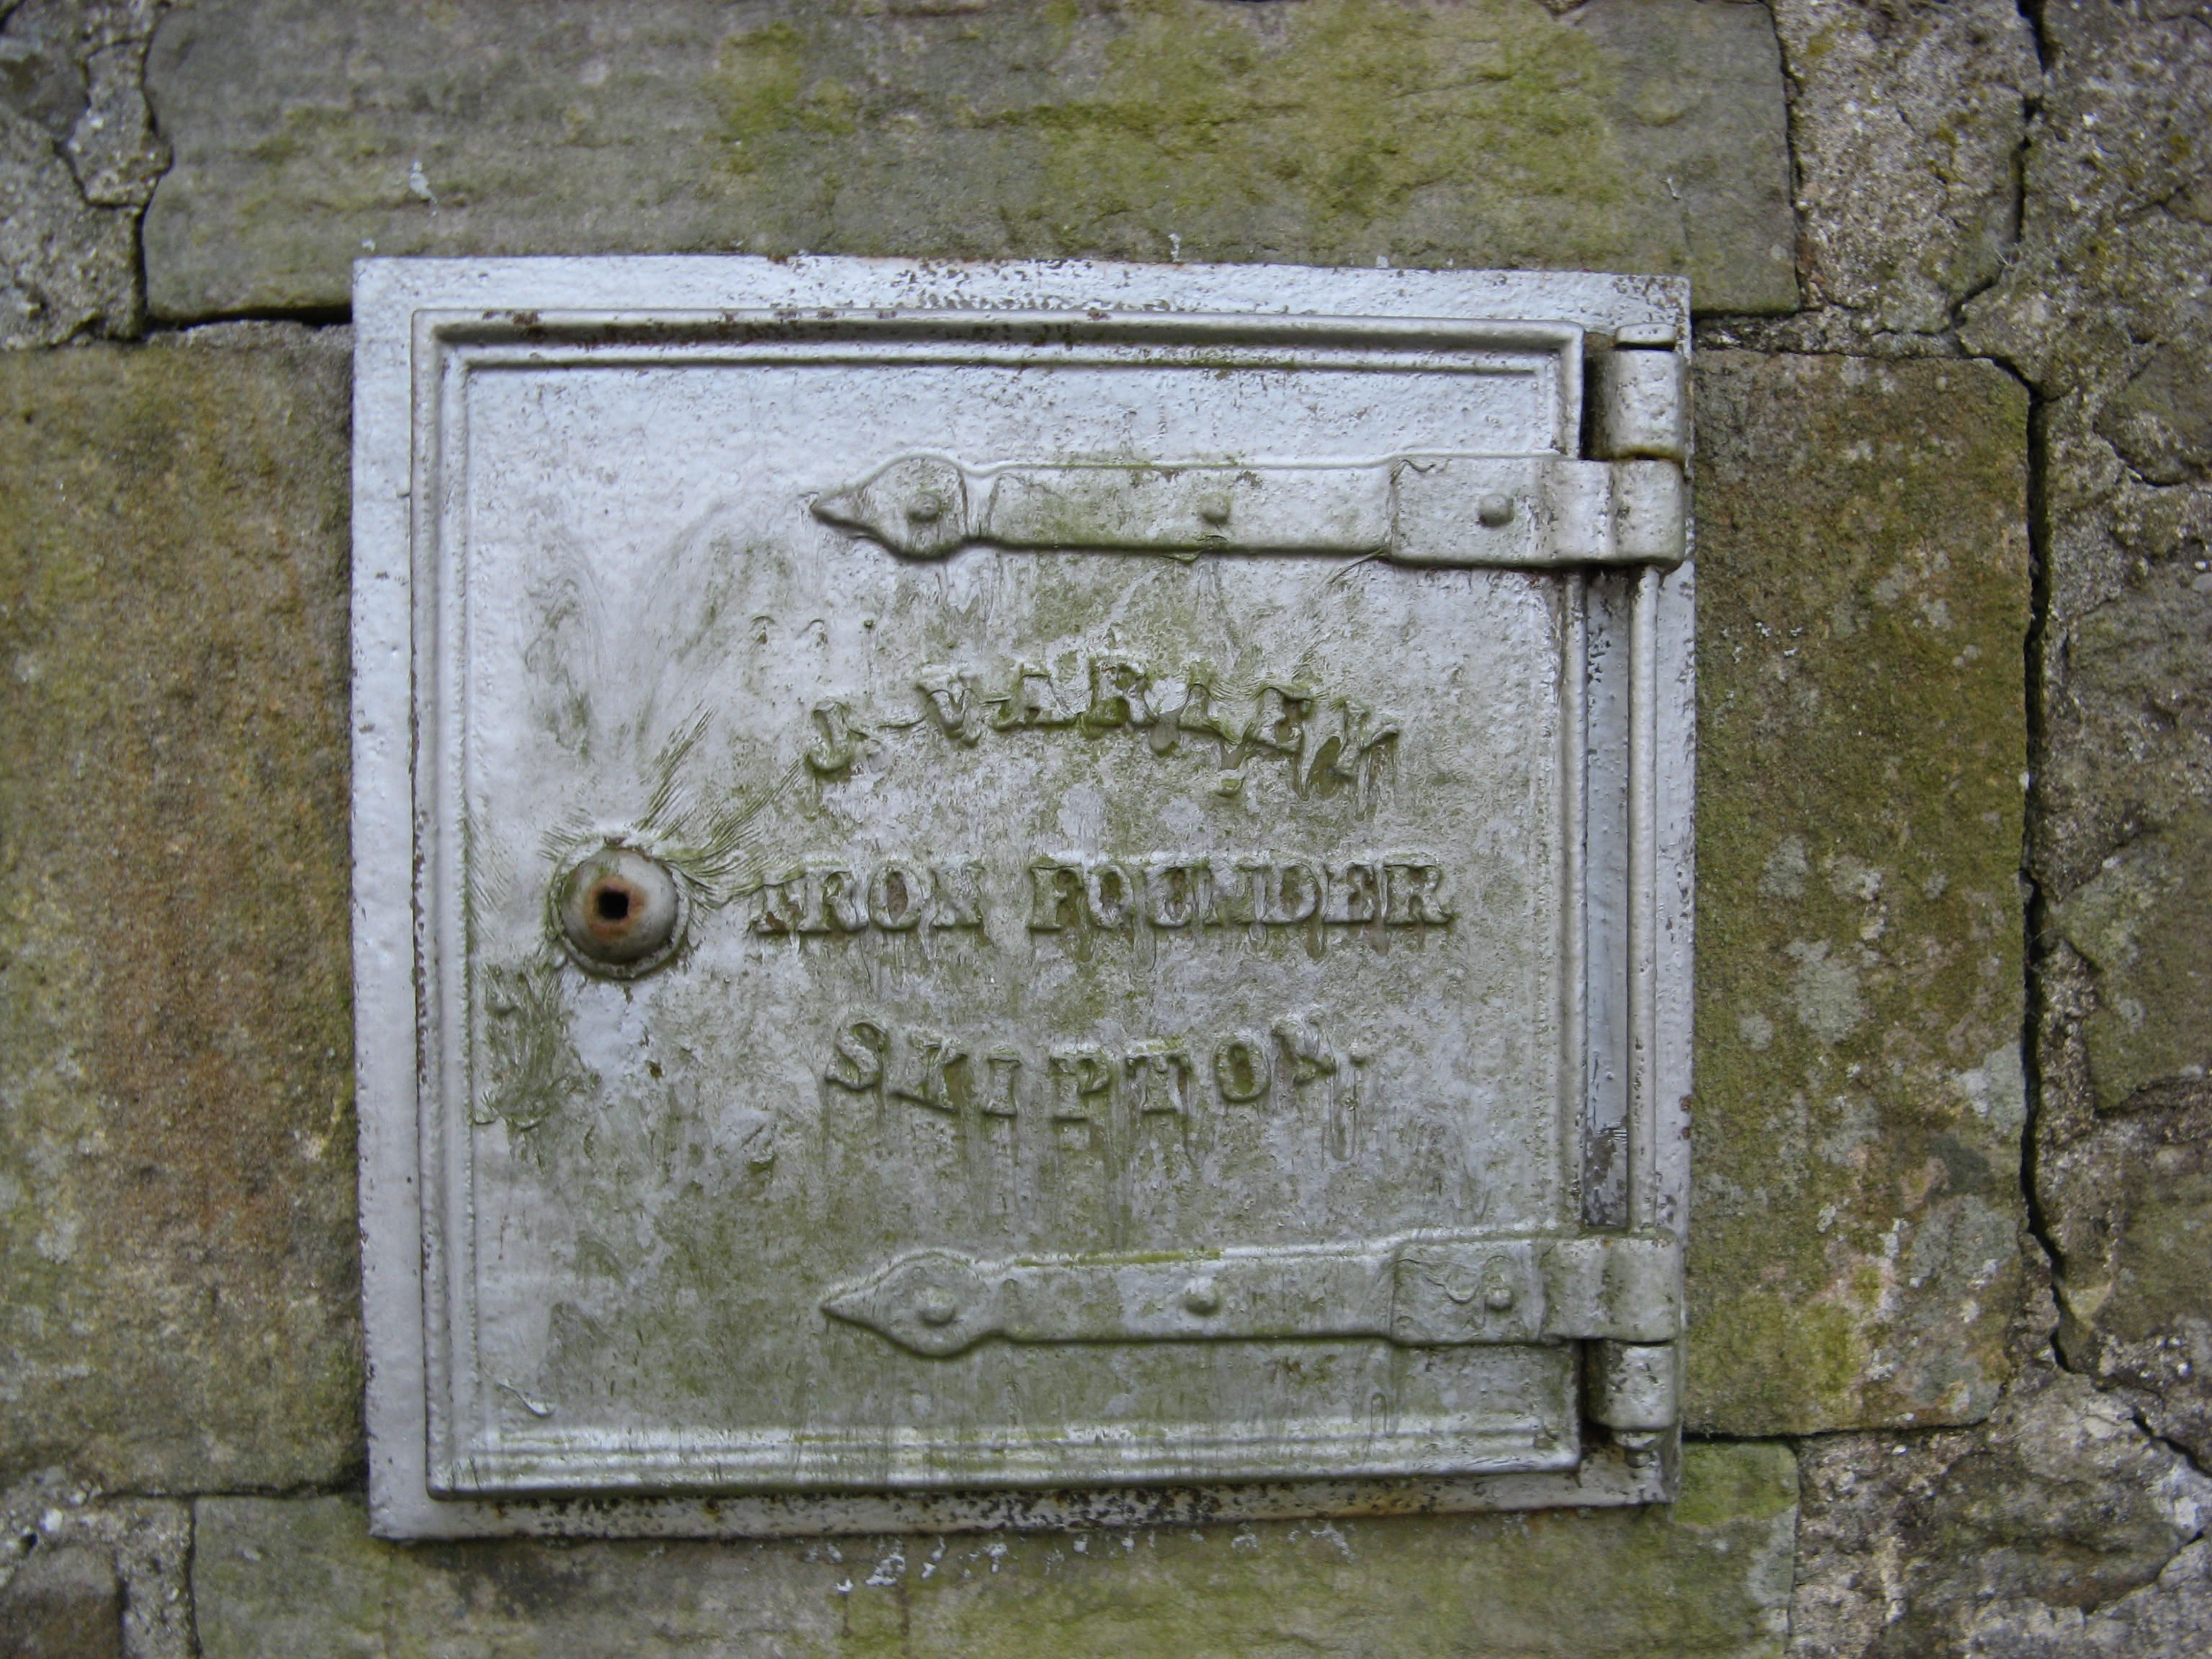 J. VARLEY
IRON FOUNDER
SKIPTON.